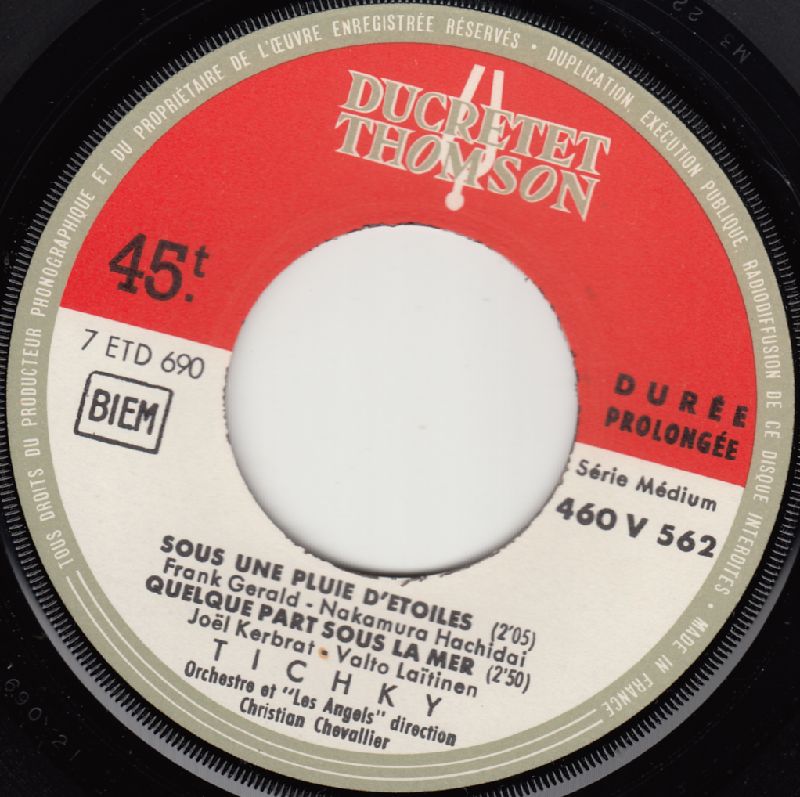 TOUS DROITS DU PRODUCTEUR PHONOGRAPHIQUE ET DU PROPRIÉTAIRE DE L'ŒUVRE ENREGISTRÉE RÉSERVÉS • DUPLICATION EXÉCUTION PUBLIQUE, RADIODIFFUSION DE CE DISQUE INTERDITES • MADE IN FRANCE
DUCRETET
THOMSON
45.t
7 ETD 690
BIEM
DURÉE
PROLONGÉE
Série Médium
460 V 562
SOUS UNE PLUIE D'ETOILES (2'05)
Frank Gerald - Nakamura Hachidai
QUELQUE PART SOUS LA MER (2'50)
Joël Kerbrat - Valto Laïtinen
TICHKY
Orchestre et "Les Angels" direction
Christian Chevallier